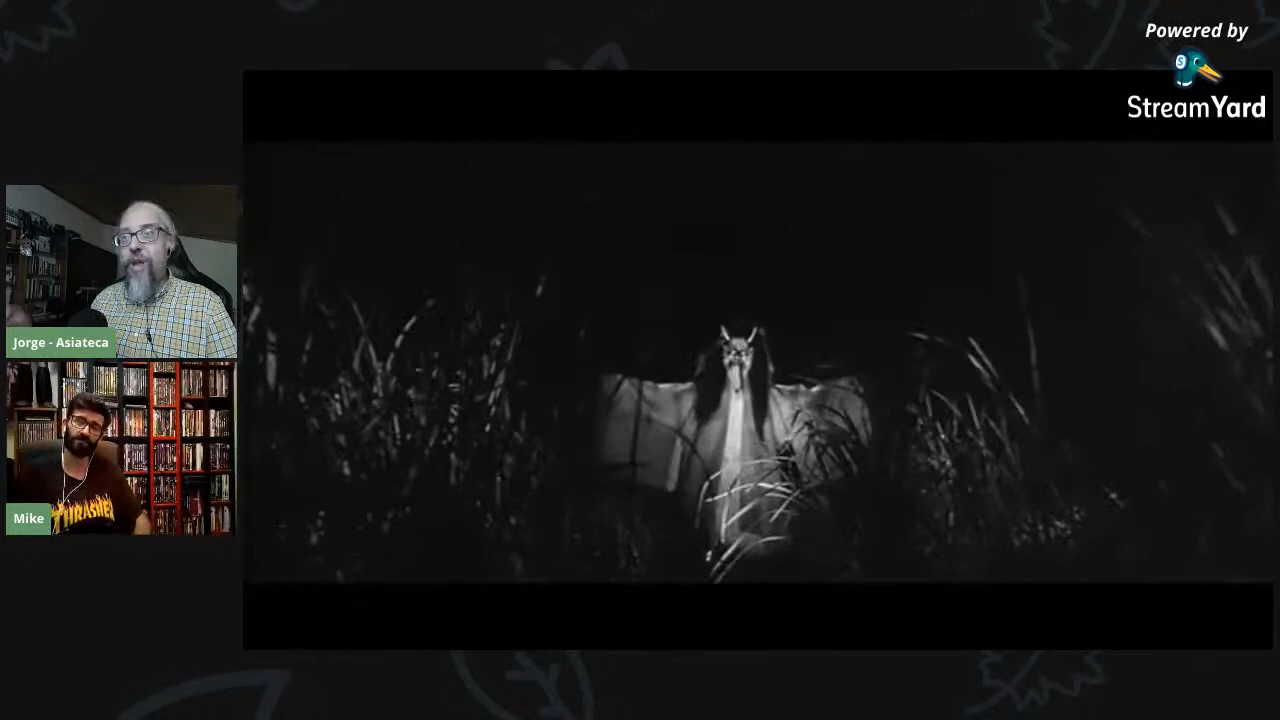 Powered by
StreamYard
Jorge - Asiateca
Mike
THRASHER